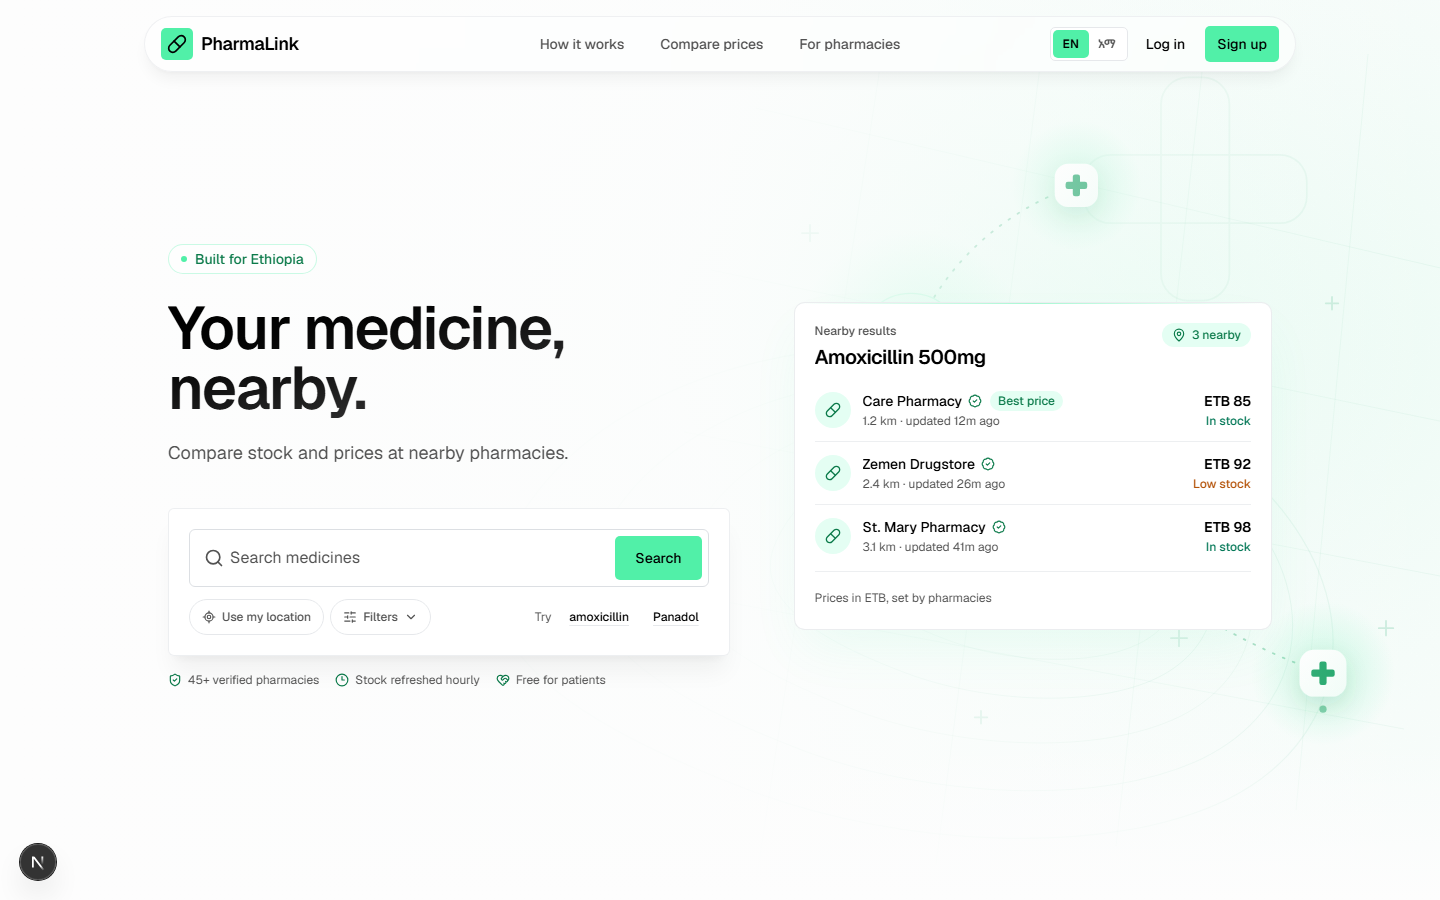 PharmaLink
How it works
Compare prices
For pharmacies
EN
አማ
Log in
Sign up
Built for Ethiopia
Your medicine,
nearby.
Compare stock and prices at nearby pharmacies.
Search medicines
Search
Use my location
Filters
Try
amoxicillin
Panadol
45+ verified pharmacies
Stock refreshed hourly
Free for patients
Nearby results
3 nearby
Amoxicillin 500mg
Care Pharmacy
Best price
ETB 85
1.2 km · updated 12m ago
In stock
Zemen Drugstore
ETB 92
2.4 km · updated 26m ago
Low stock
St. Mary Pharmacy
ETB 98
3.1 km · updated 41m ago
In stock
Prices in ETB, set by pharmacies
N